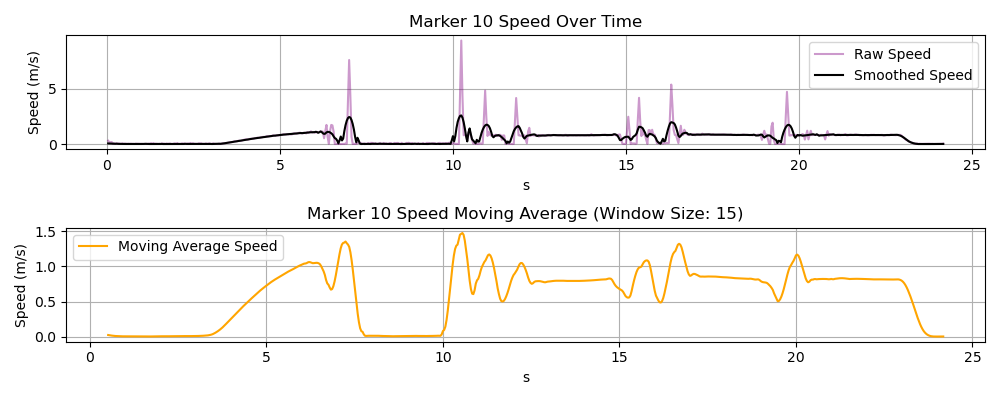 Marker 10 Speed Over Time
Speed (m/s)
5
0
Raw Speed
Smoothed Speed
0 5 10 15 20 25
s
Marker 10 Speed Moving Average (Window Size: 15)
Speed (m/s)
1.5
1.0
0.5
0.0
Moving Average Speed
0 5 10 15 20 25
s